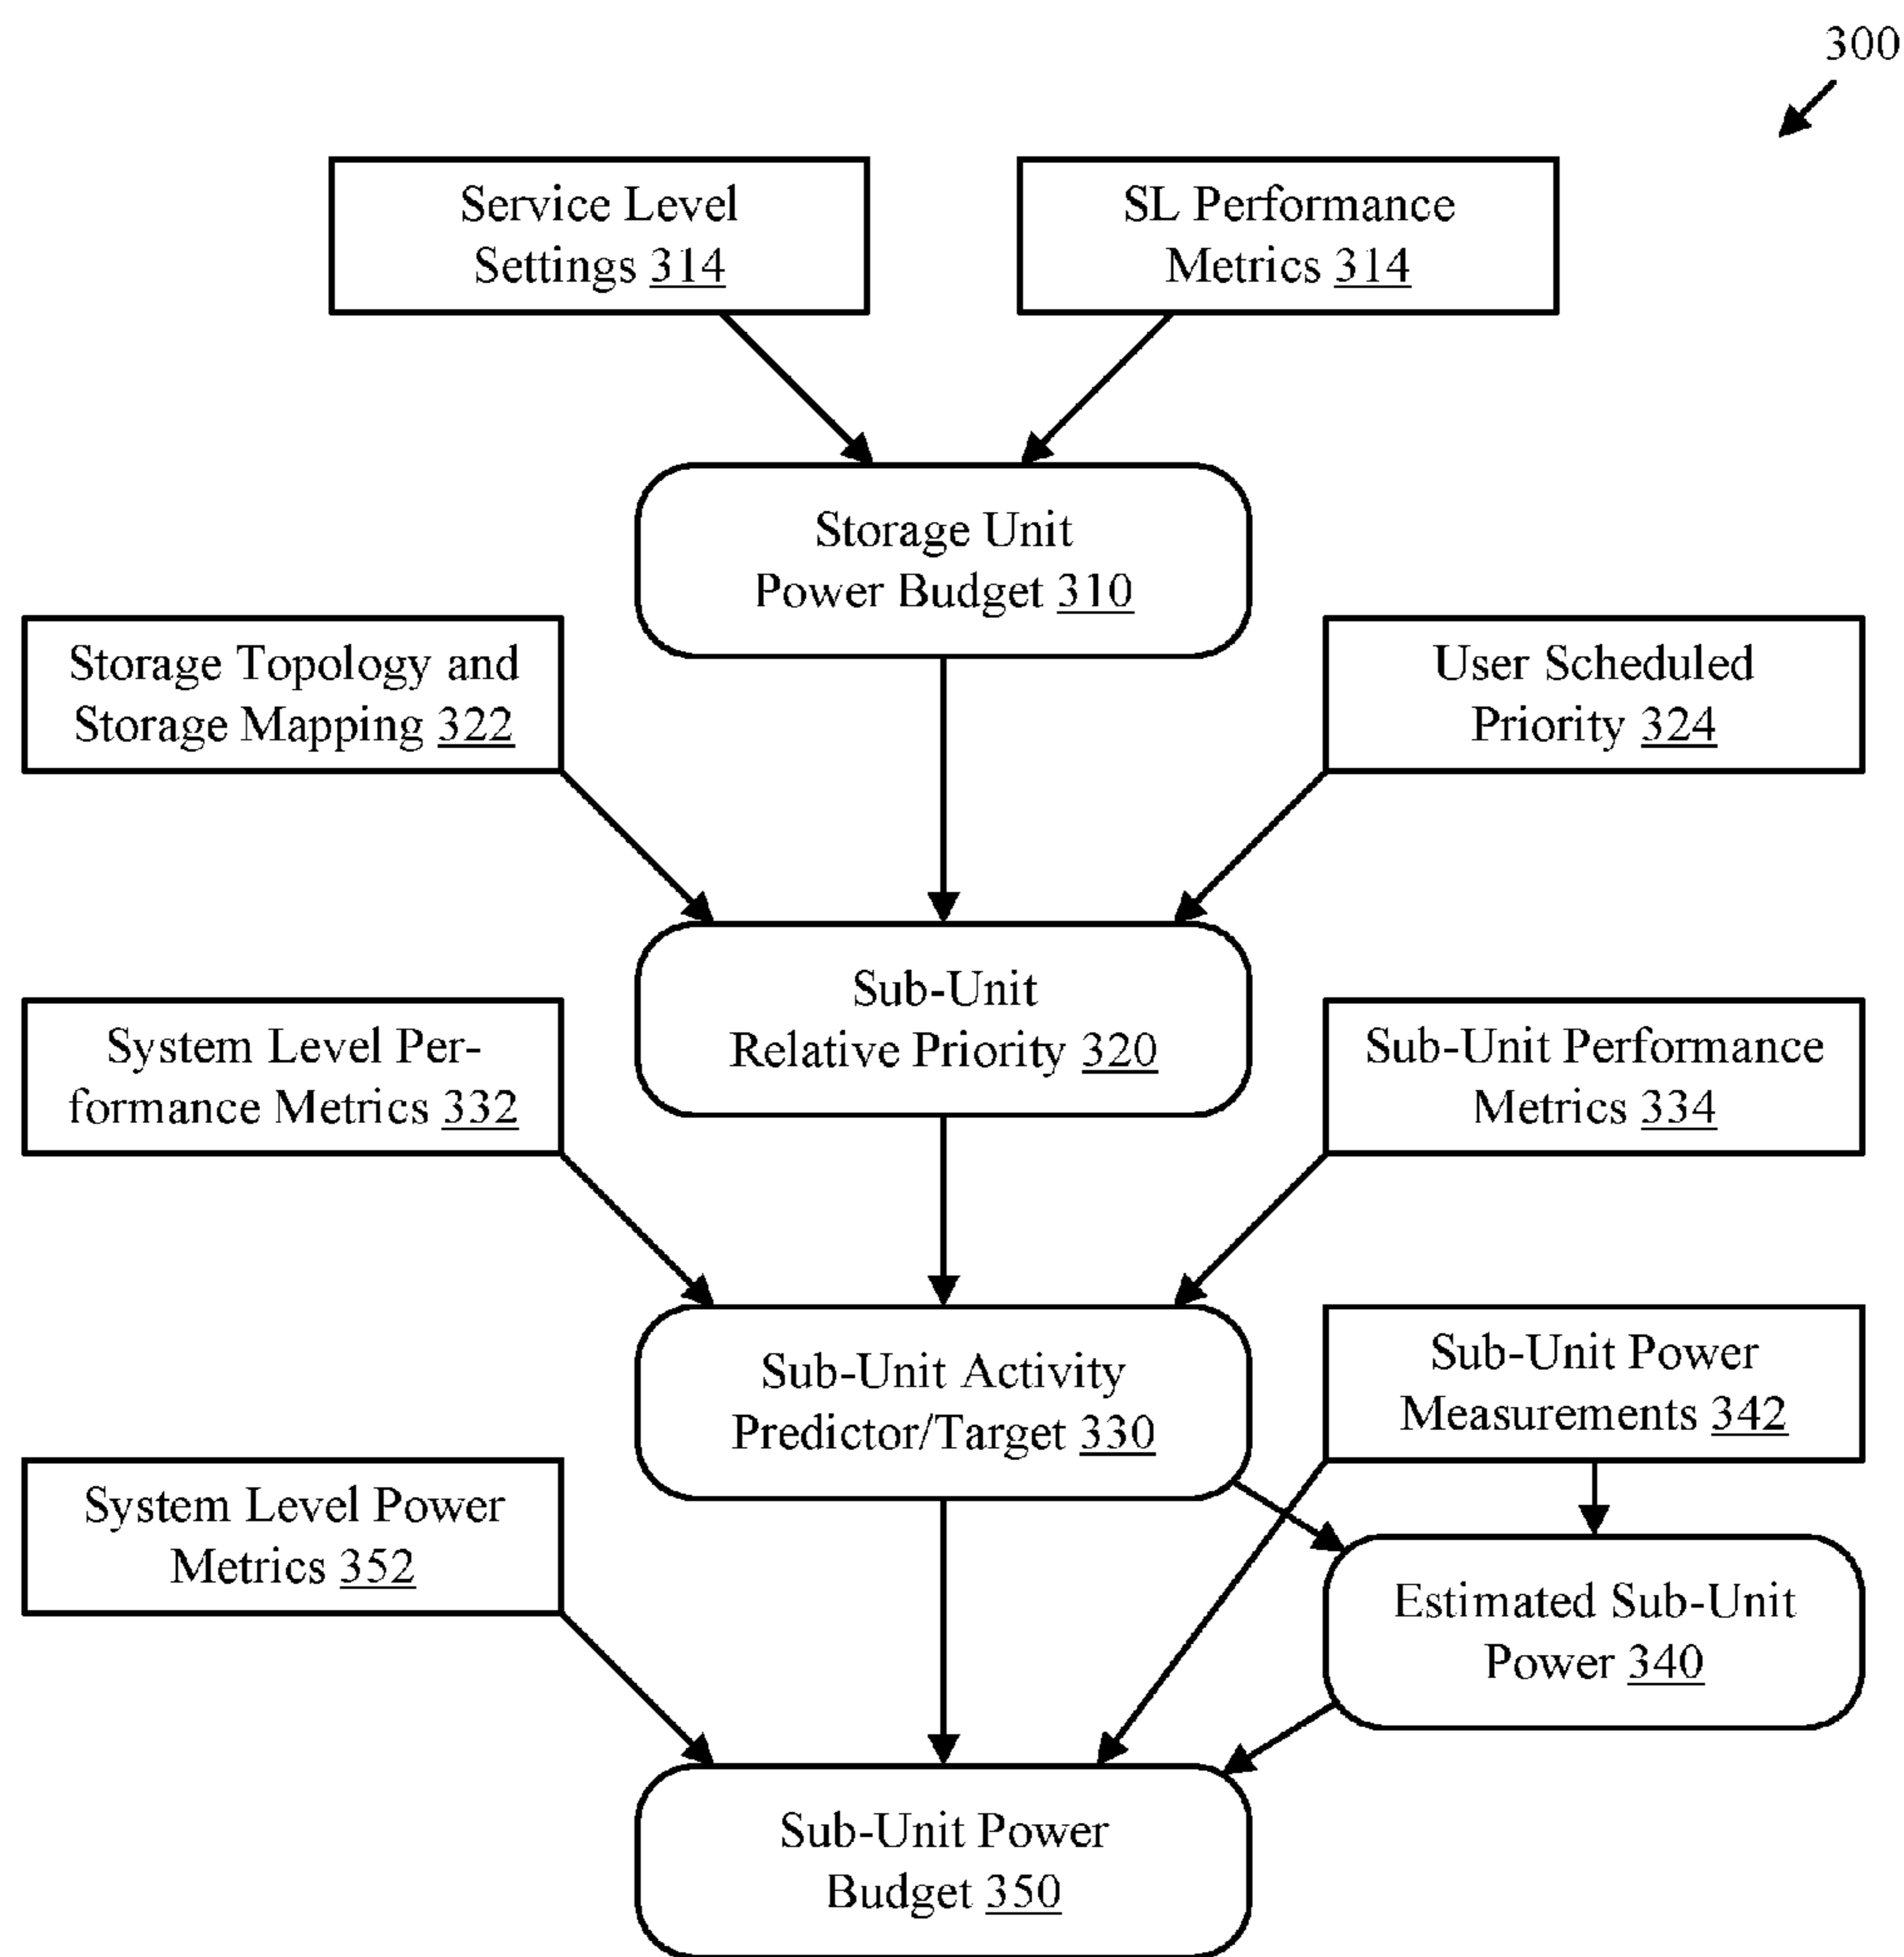 300
Service Level
Settings 314
SL Performance
Metrics 314
Storage Unit
Power Budget 310
Storage Topology and
Storage Mapping 322
User Scheduled
Priority 324
Sub-Unit
Relative Priority 320
System Level Per-
formance Metrics 332
Sub-Unit Performance
Metrics 334
Sub-Unit Activity
Predictor/Target 330
Sub-Unit Power
Measurements 342
System Level Power
Metrics 352
Estimated Sub-Unit
Power 340
Sub-Unit Power
Budget 350